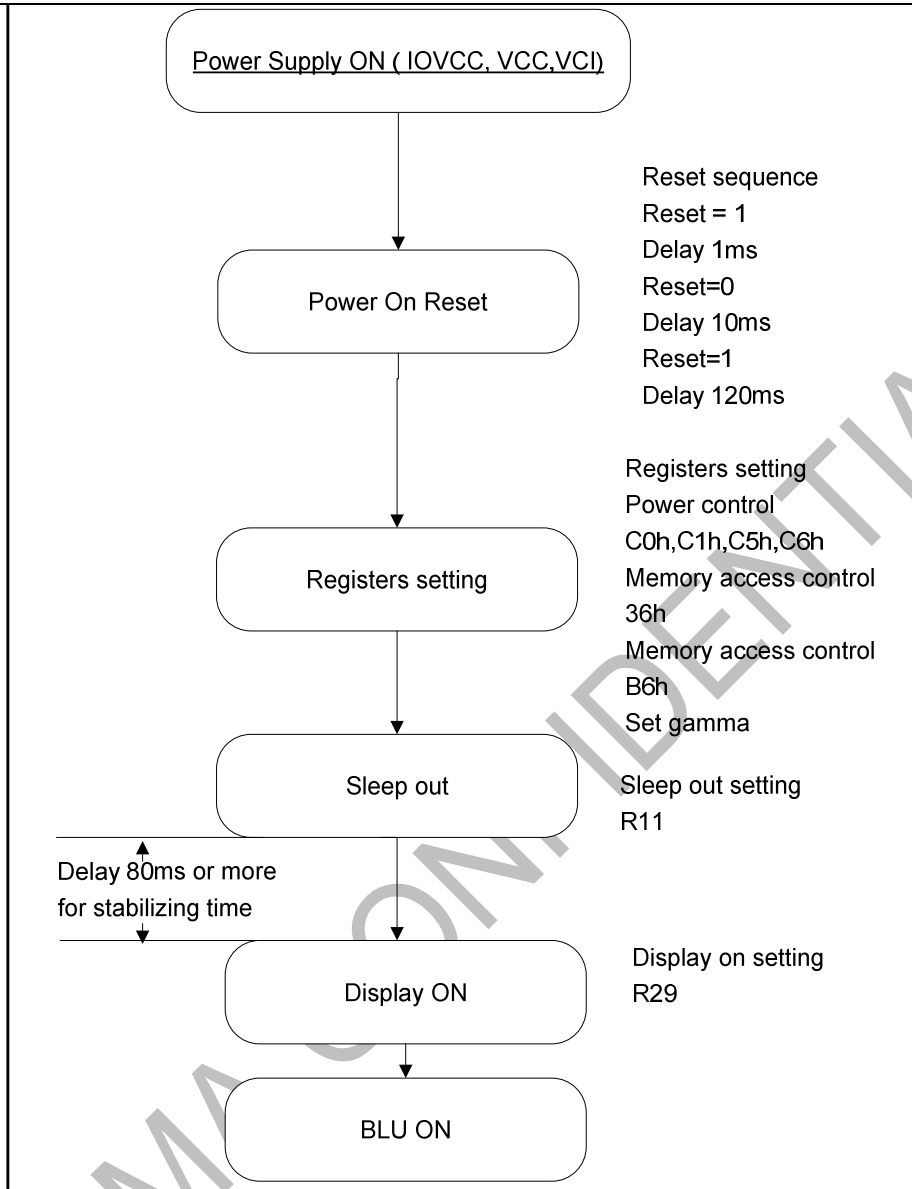 Power Supply ON ( IOVCC, VCC,VCI)
Reset sequence
Reset = 1
Delay 1ms
Reset=0
Delay 10ms
Reset=1
Delay 120ms
Power On Reset
Registers setting
Power control
C0h,C1h,C5h,C6h
Memory access control
36h
Memory access control
B6h
Set gamma
Registers setting
Sleep out
Sleep out setting
R11
Delay 80ms or more
for stabilizing time
Display ON
Display on setting
R29
BLU ON
MA CONFIDENTIA